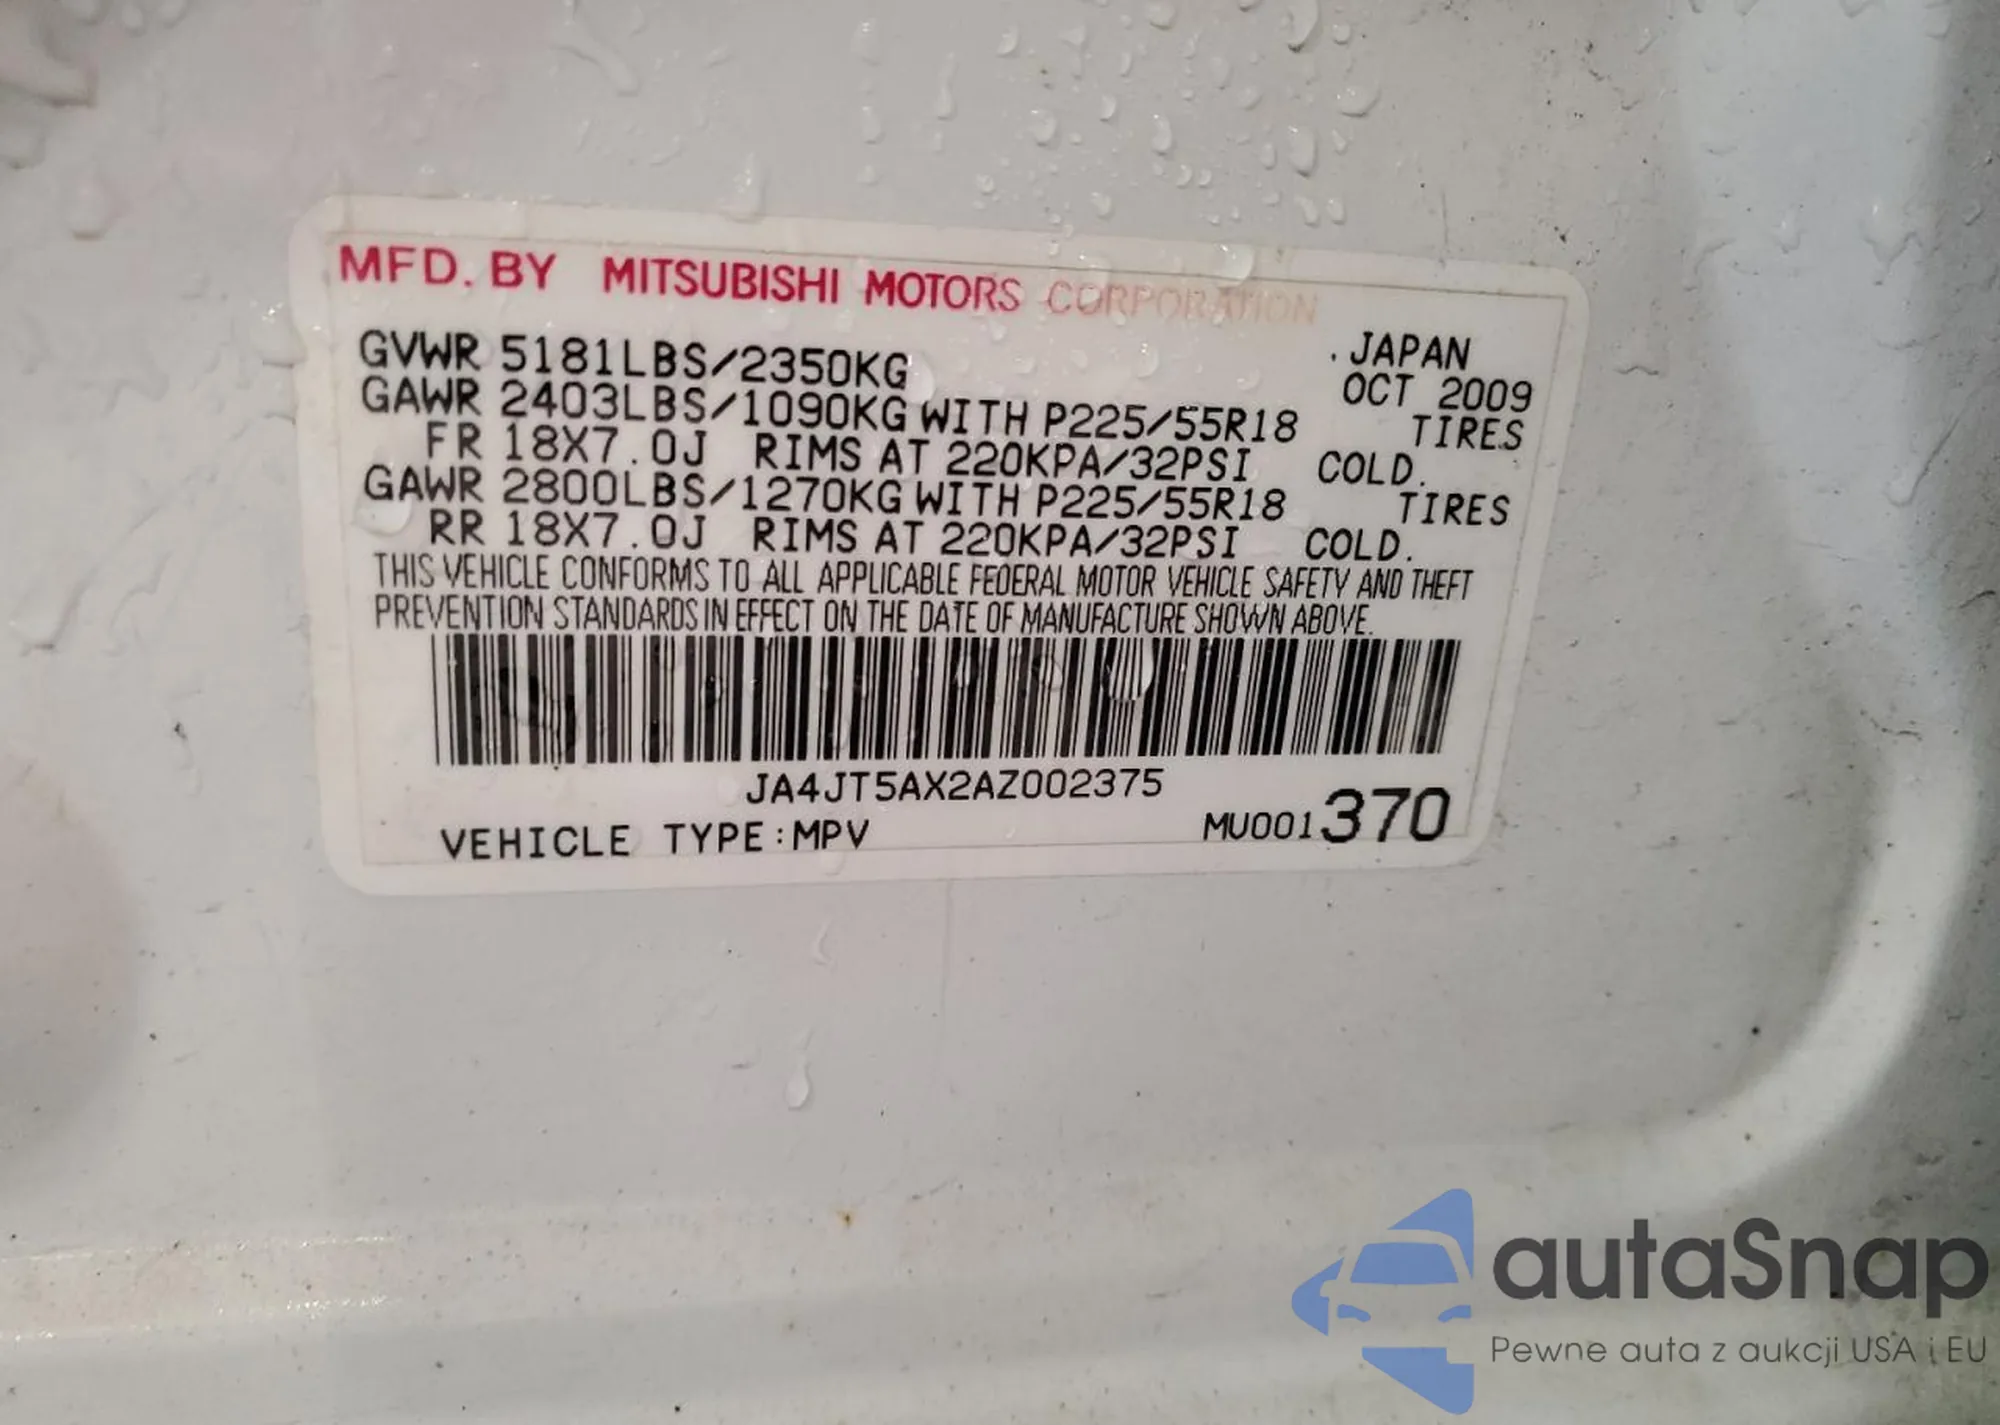 MFD. BY MITSUBISHI MOTORS CORPORATION
GVWR 5181LBS/2350KG .JAPAN
OCT 2009
GAWR 2403LBS/1090KG WITH P225/55R18 TIRES
FR 18X7.0J RIMS AT 220KPA/32PSI COLD.
GAWR 2800LBS/1270KG WITH P225/55R18 TIRES
RR 18X7.0J RIMS AT 220KPA/32PSI COLD.
THIS VEHICLE CONFORMS TO ALL APPLICABLE FEDERAL MOTOR VEHICLE SAFETY AND THEFT
PREVENTION STANDARDS IN EFFECT ON THE DATE OF MANUFACTURE SHOWN ABOVE.
JA4JT5AX2AZ002375
VEHICLE TYPE:MPV MU001370
autaSnap
Pewne auta z aukcji USA i EU